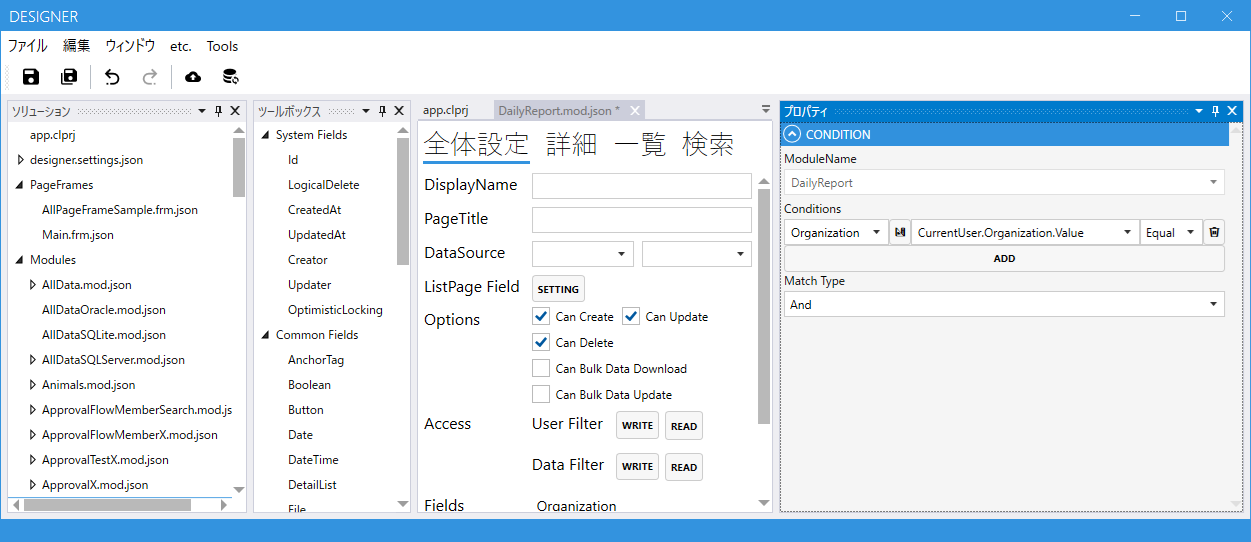 DESIGNER
ファイル 編集 ウィンドウ etc. Tools
ソリューション
app.clprj
designer.settings.json
PageFrames
AllPageFrameSample.frm.json
Main.frm.json
Modules
AllData.mod.json
AllDataOracle.mod.json
AllDataSQLite.mod.json
AllDataSQLServer.mod.json
Animals.mod.json
ApprovalFlowMemberSearch.mod.js
ApprovalFlowMemberX.mod.json
ApprovalTestX.mod.json
ApprovalX.mod.json
ツールボックス
System Fields
Id
LogicalDelete
CreatedAt
UpdatedAt
Creator
Updater
OptimisticLocking
Common Fields
AnchorTag
Boolean
Button
Date
DateTime
DetailList
File
app.clprj DailyReport.mod.json *
全体設定 詳細 一覧 検索
DisplayName
PageTitle
DataSource
ListPage Field SETTING
Options Can Create Can Update
Can Delete
Can Bulk Data Download
Can Bulk Data Update
Access User Filter WRITE READ
Data Filter WRITE READ
Fields Organization
プロパティ
CONDITION
ModuleName
DailyReport
Conditions
Organization CurrentUser.Organization.Value Equal
ADD
Match Type
And